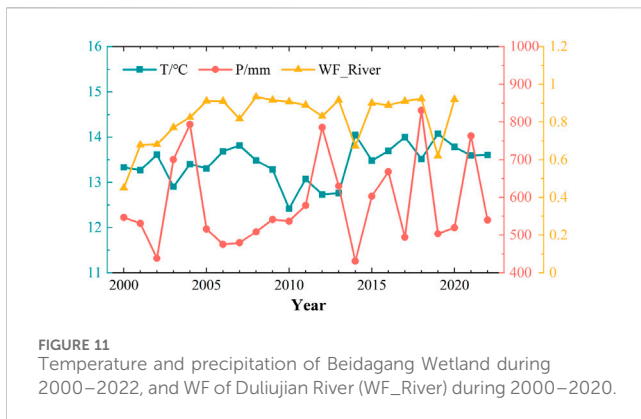 T/°C P/mm WF_River
16 1000 1.2
15 900 1
14 800 0.8
13 700 0.6
12 600 0.4
11 500 0.2
400 0
2000 2005 2010 2015 2020
Year
FIGURE 11
Temperature and precipitation of Beidagang Wetland during
2000–2022, and WF of Duliujian River (WF_River) during 2000–2020.